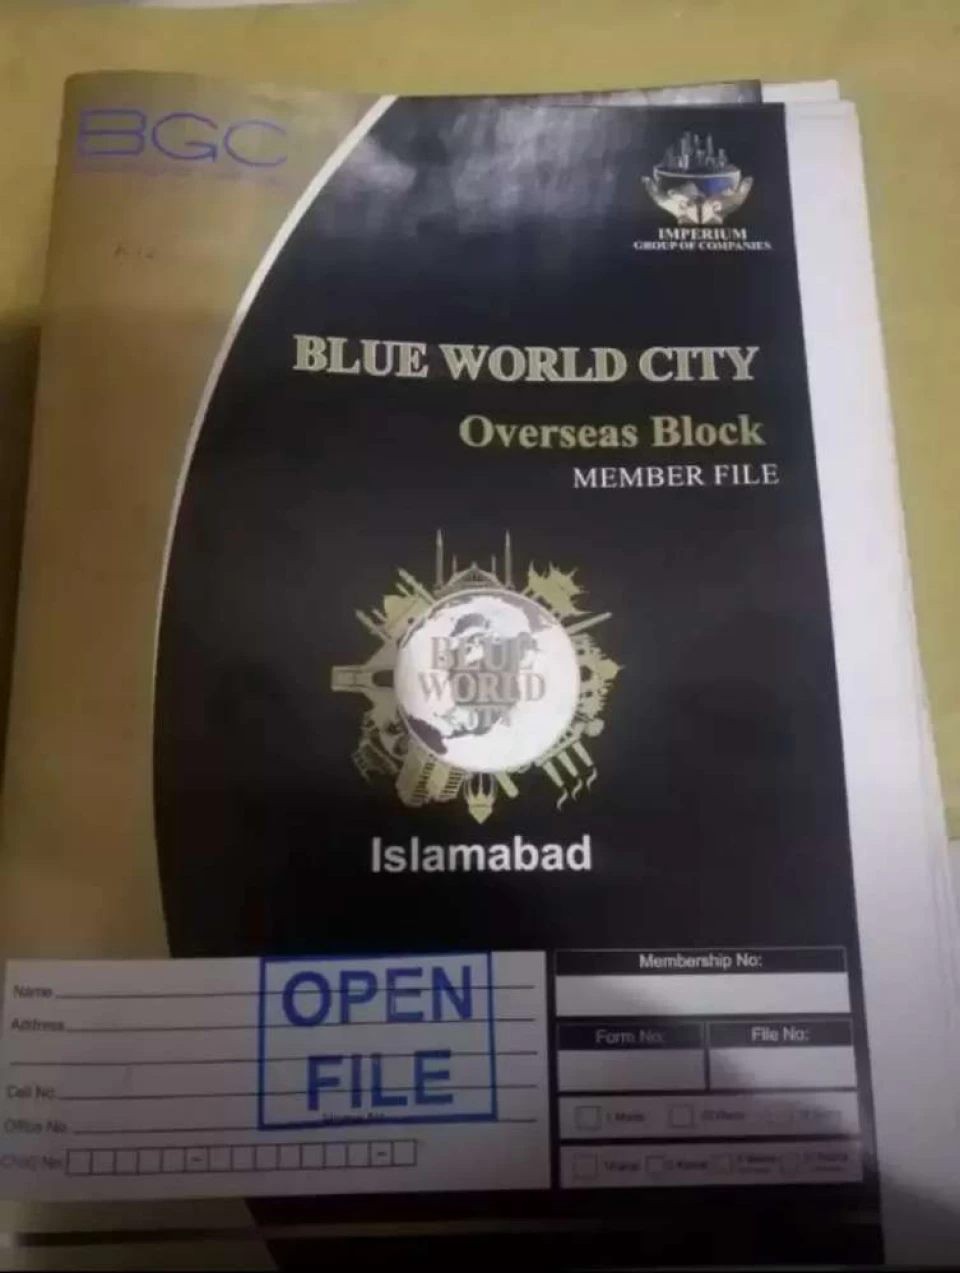 BGC
IMPERIUM
GROUP OF COMPANIES
BLUE WORLD CITY
Overseas Block
MEMBER FILE
BLUE
WORLD
CITY
Islamabad
OPEN
FILE
Name
Address
Cell No.
Office No.
CNIC No.
Membership No:
Form No:
File No: